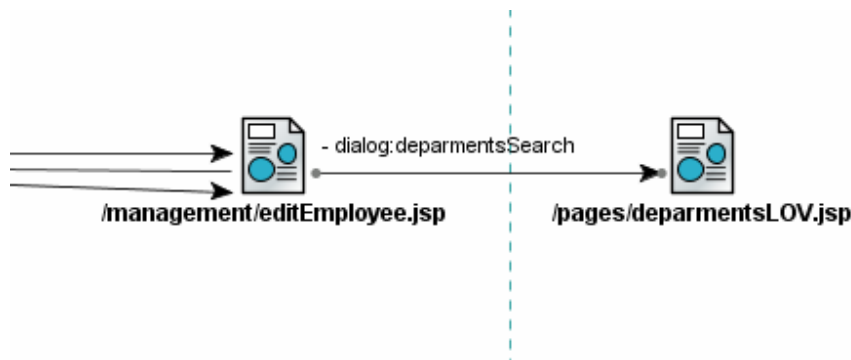 - dialog:deparmentsSearch
/management/editEmployee.jsp
/pages/deparmentsLOV.jsp